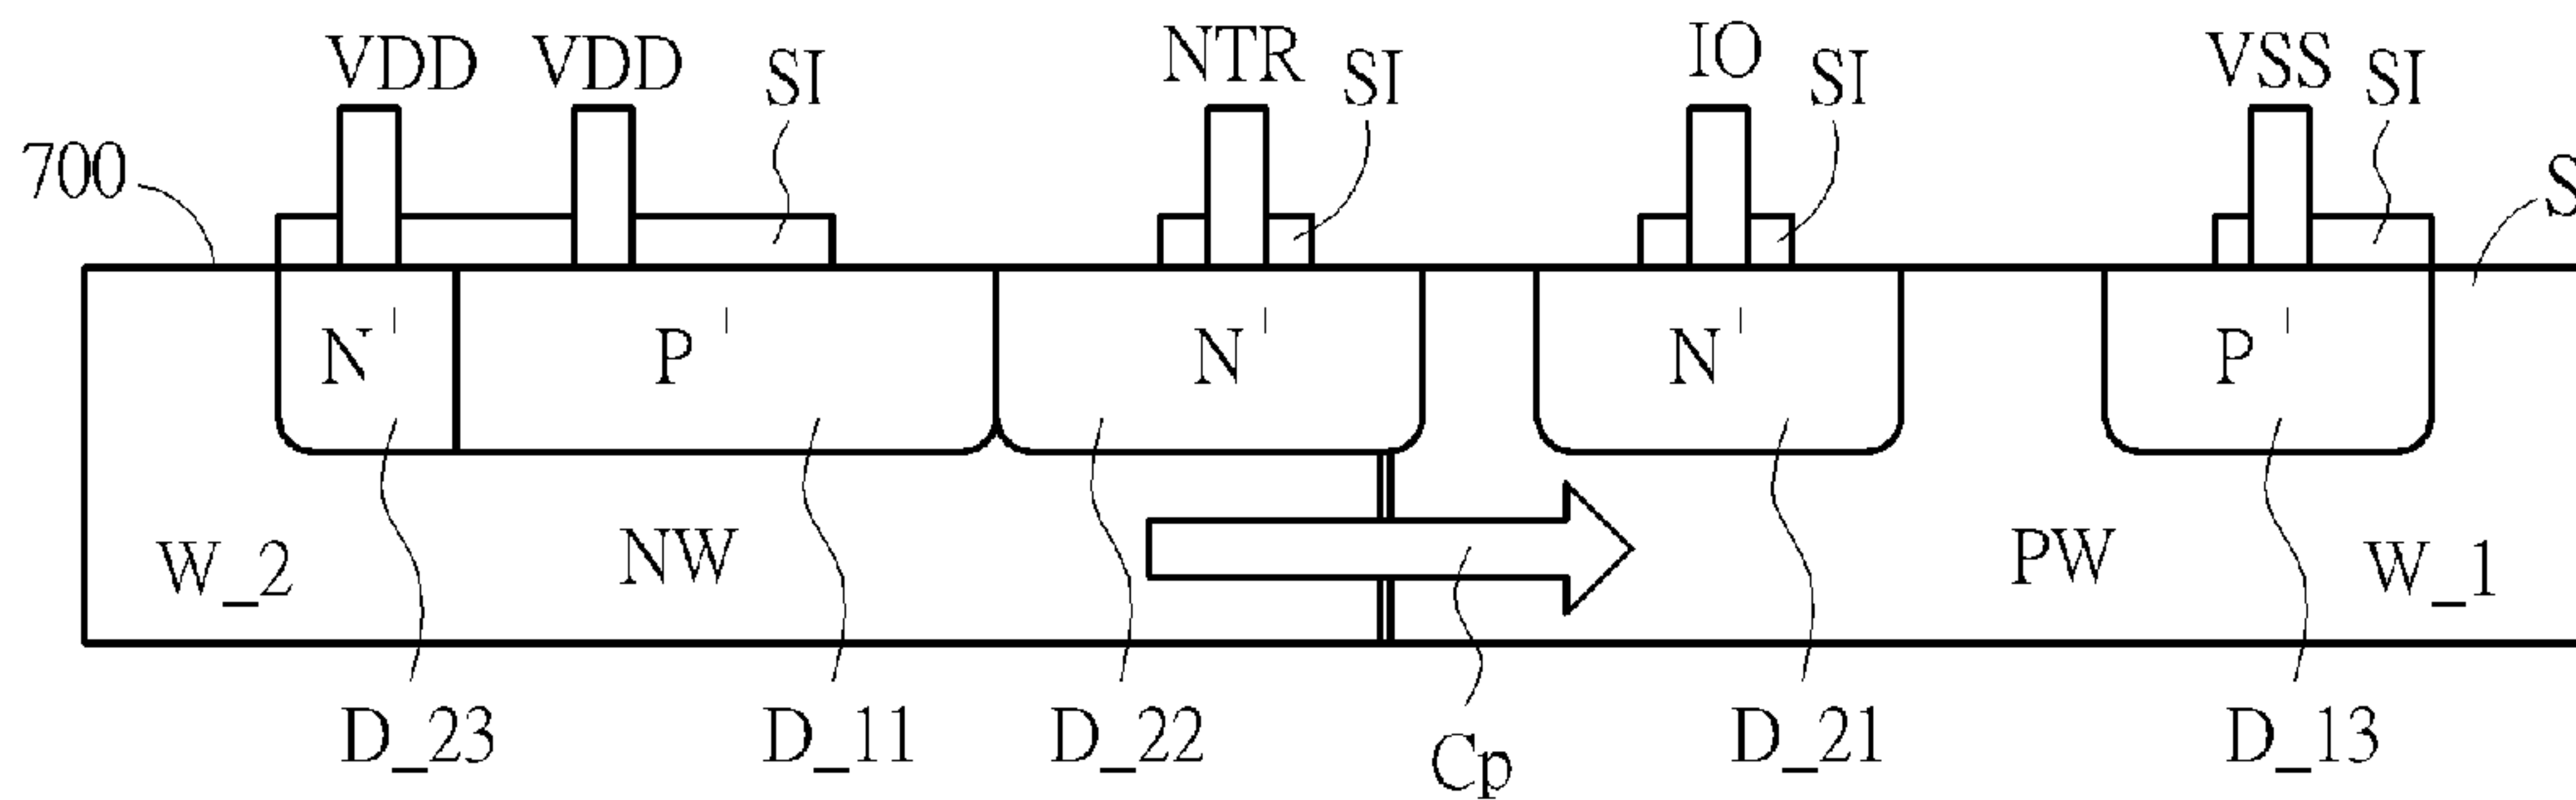 VDD VDD SI NTR SI IO SI VSS SI
700 S
N P N N P
W_2 NW PW W_1
D_23 D_11 D_22 Cp D_21 D_13